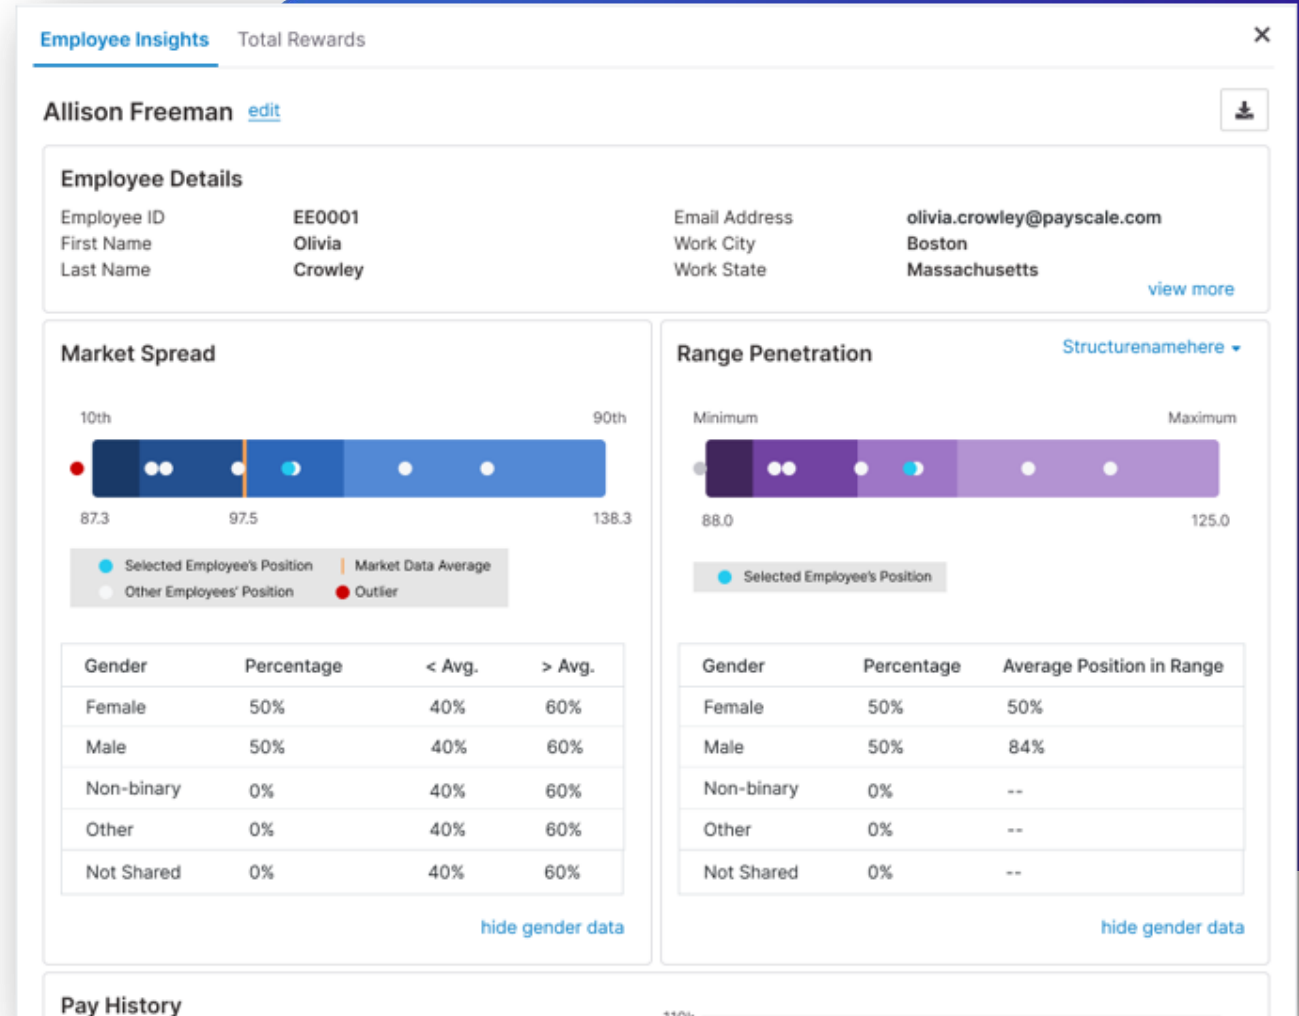 Employee Insights Total Rewards
Allison Freeman edit
Employee Details
Employee ID EE0001 Email Address olivia.crowley@payscale.com
First Name Olivia Work City Boston
Last Name Crowley Work State Massachusetts
view more
Market Spread
10th 90th
87.3 97.5 138.3
Selected Employee's Position Market Data Average
Other Employees' Position Outlier
Gender Percentage < Avg. > Avg.
Female 50% 40% 60%
Male 50% 40% 60%
Non-binary 0% 40% 60%
Other 0% 40% 60%
Not Shared 0% 40% 60%
hide gender data
Range Penetration Structurenamehere
Minimum Maximum
88.0 125.0
Selected Employee's Position
Gender Percentage Average Position in Range
Female 50% 50%
Male 50% 84%
Non-binary 0% --
Other 0% --
Not Shared 0% --
hide gender data
Pay History